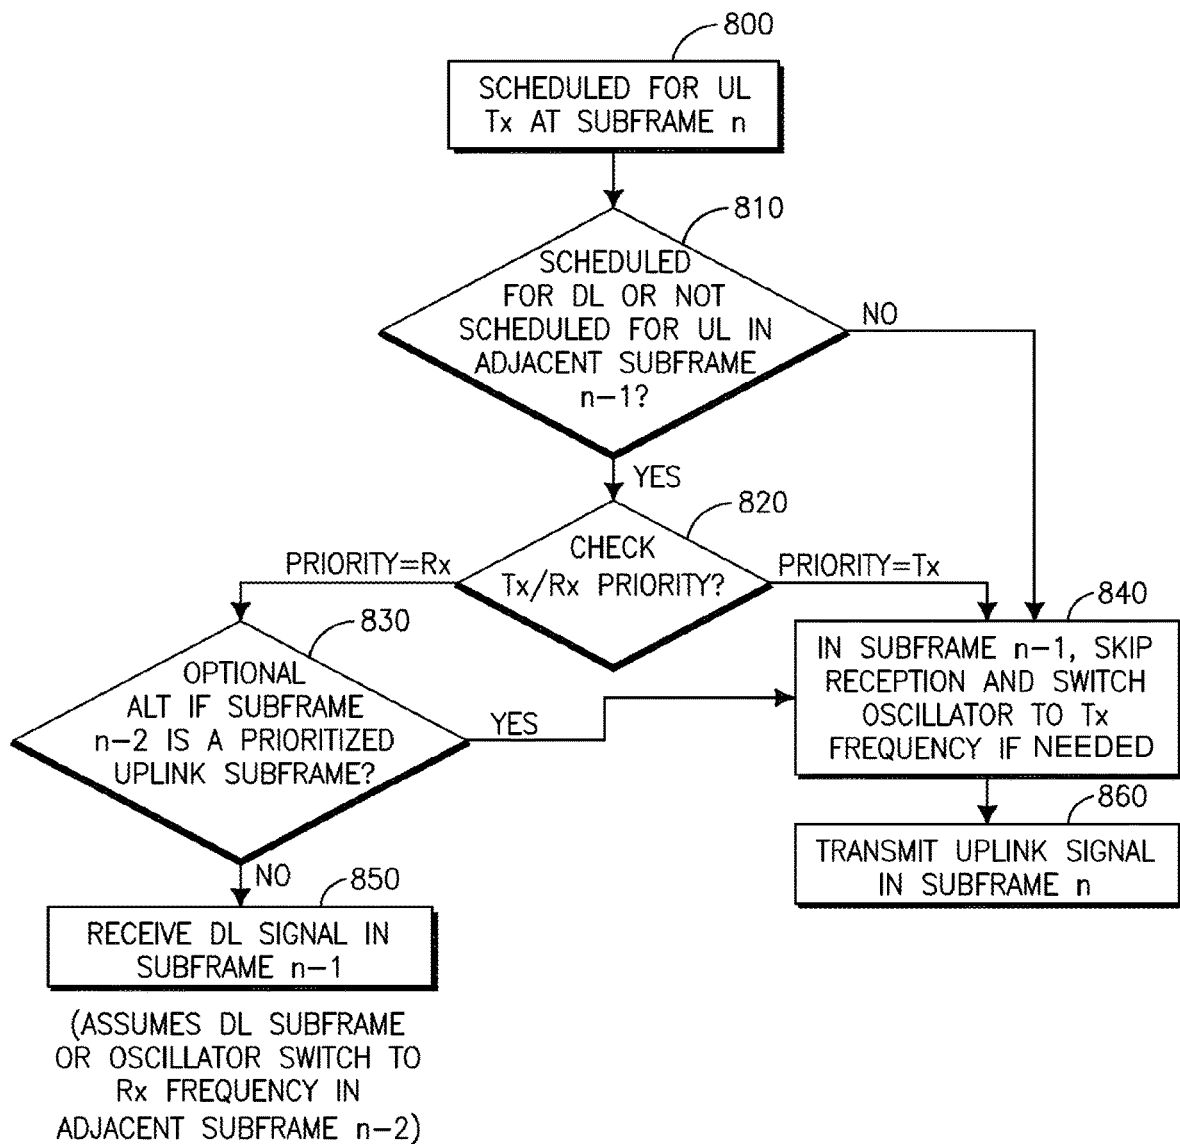 800
SCHEDULED FOR UL
Tx AT SUBFRAME n
810
SCHEDULED
FOR DL OR NOT
SCHEDULED FOR UL IN
ADJACENT SUBFRAME
n-1?
NO
YES
820
CHECK
Tx/Rx PRIORITY?
PRIORITY=Rx
PRIORITY=Tx
830
OPTIONAL
ALT IF SUBFRAME
n-2 IS A PRIORITIZED
UPLINK SUBFRAME?
YES
840
IN SUBFRAME n-1, SKIP
RECEPTION AND SWITCH
OSCILLATOR TO Tx
FREQUENCY IF NEEDED
860
TRANSMIT UPLINK SIGNAL
IN SUBFRAME n
NO
850
RECEIVE DL SIGNAL IN
SUBFRAME n-1
(ASSUMES DL SUBFRAME
OR OSCILLATOR SWITCH TO
Rx FREQUENCY IN
ADJACENT SUBFRAME n-2)